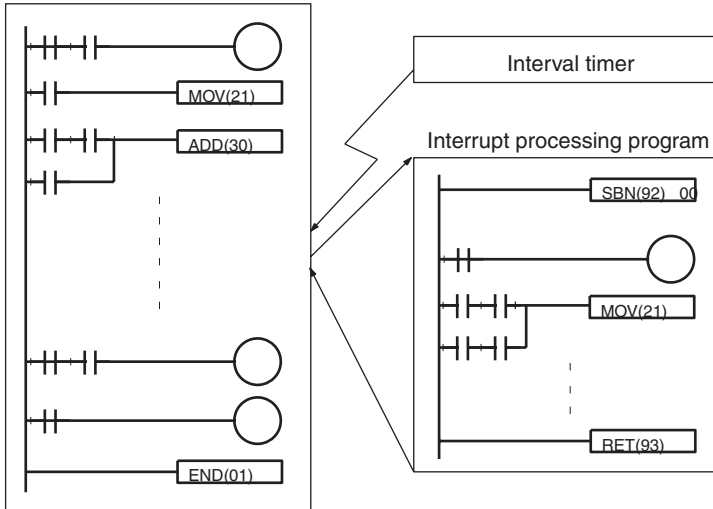 MOV(21)
ADD(30)
END(01)
Interval timer
Interrupt processing program
SBN(92) 00
MOV(21)
RET(93)